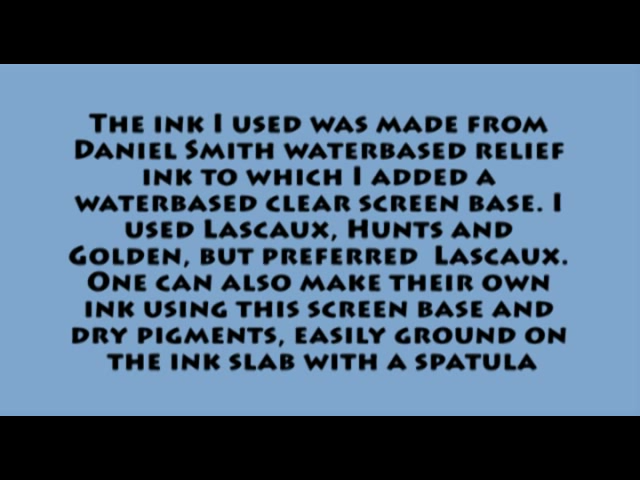 The ink I used was made from
Daniel Smith waterbased relief
ink to which I added a
waterbased clear screen base. I
used Lascaux, Hunts and
Golden, but preferred Lascaux.
One can also make their own
ink using this screen base and
dry pigments, easily ground on
the ink slab with a spatula